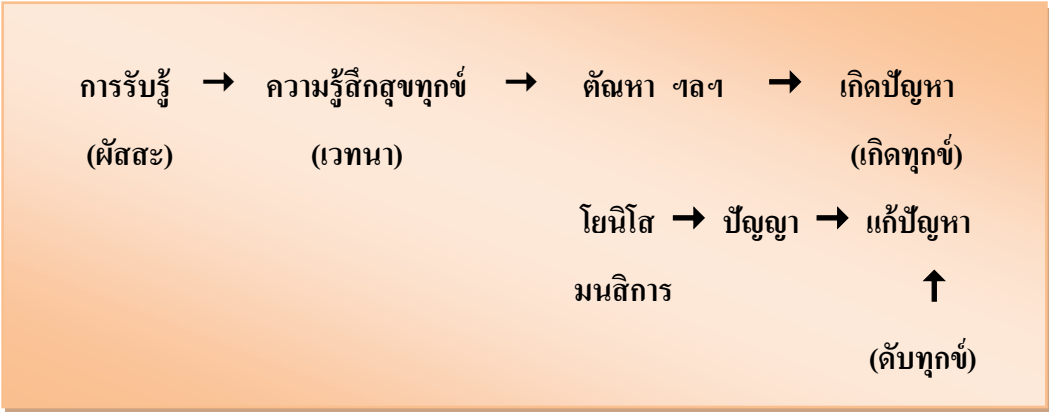 การรับรู้ → ความรู้สึกสุขทุกข์ → ตัณหา ฯลฯ → เกิดปัญหา
(ผัสสะ) (เวทนา) (เกิดทุกข์)
โยนิโส → ปัญญา → แก้ปัญหา
มนสิการ ↑
(ดับทุกข์)